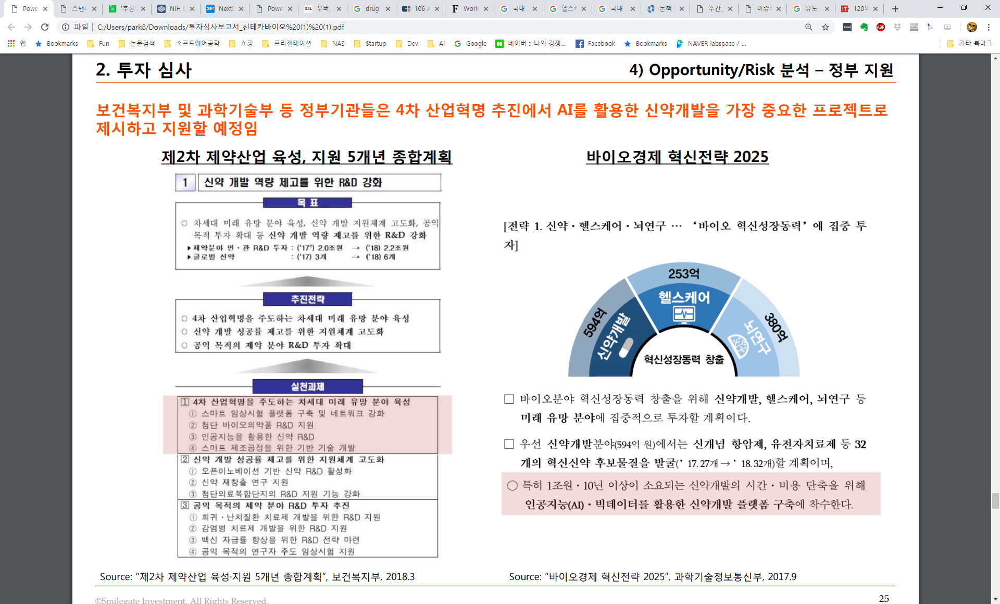 Powe
스탠
'추론
NIH L
NextD
Powe
우버,
drug
106 A
Worl
국내
헬스
국내
논책
주간_
이슈
뷰노
120억
파일
C:/Users/park8/Downloads/투자심사보고서_신테카바이오%20(1)%20(1).pdf
앱
Bookmarks
Fun
논문검색
소프트웨어공학
쇼핑
프리젠테이션
NAS
Startup
Dev
AI
Google
네이버 :: 나의 경쟁...
Facebook
Bookmarks
NAVER labspace / ...
기타 북마크
2. 투자 심사
4) Opportunity/Risk 분석 – 정부 지원
보건복지부 및 과학기술부 등 정부기관들은 4차 산업혁명 추진에서 AI를 활용한 신약개발을 가장 중요한 프로젝트로
제시하고 지원할 예정임
제2차 제약산업 육성, 지원 5개년 종합계획
1 신약 개발 역량 제고를 위한 R&D 강화
목 표
○ 차세대 미래 유망 분야 육성, 신약 개발 지원체계 고도화, 공익
목적 투자 확대 등 신약 개발 역량 제고를 위한 R&D 강화
▶제약분야 민·관 R&D 투자 : ('17ᵉ) 2.0조원 → ('18) 2.2조원
▶글로벌 신약 : ('17) 3개 → ('18) 6개
추진전략
○ 4차 산업혁명을 주도하는 차세대 미래 유망 분야 육성
○ 신약 개발 성공률 제고를 위한 지원체계 고도화
○ 공익 목적의 제약 분야 R&D 투자 확대
실천과제
1 4차 산업혁명을 주도하는 차세대 미래 유망 분야 육성
① 스마트 임상시험 플랫폼 구축 및 네트워크 강화
② 첨단 바이오의약품 R&D 지원
③ 인공지능을 활용한 신약 R&D
④ 스마트 제조공정을 위한 기반 기술 개발
2 신약 개발 성공률 제고를 위한 지원체계 고도화
① 오픈이노베이션 기반 신약 R&D 활성화
② 신약 재창출 연구 지원
③ 첨단의료복합단지의 R&D 지원 기능 강화
3 공익 목적의 제약 분야 R&D 투자 추진
① 희귀·난치질환 치료제 개발을 위한 R&D 지원
② 감염병 치료제 개발을 위한 R&D 지원
③ 백신 자급률 향상을 위한 R&D 전략 마련
④ 공익 목적의 연구자 주도 임상시험 지원
Source: "제2차 제약산업 육성·지원 5개년 종합계획", 보건복지부, 2018.3
바이오경제 혁신전략 2025
[전략 1. 신약·헬스케어·뇌연구 … '바이오 혁신성장동력'에 집중 투
자]
594억
신약개발
253억
헬스케어
380억
뇌연구
혁신성장동력 창출
□ 바이오분야 혁신성장동력 창출을 위해 신약개발, 헬스케어, 뇌연구 등
미래 유망 분야에 집중적으로 투자할 계획이다.
□ 우선 신약개발분야(594억 원)에서는 신개념 항암제, 유전자치료제 등 32
개의 혁신신약 후보물질을 발굴(’17. 27개→’18. 32개)할 계획이며,
○ 특히 1조원·10년 이상이 소요되는 신약개발의 시간·비용 단축을 위해
인공지능(AI)·빅데이터를 활용한 신약개발 플랫폼 구축에 착수한다.
Source: "바이오경제 혁신전략 2025", 과학기술정보통신부, 2017.9
©Smilegate Investment. All Rights Reserved.
25